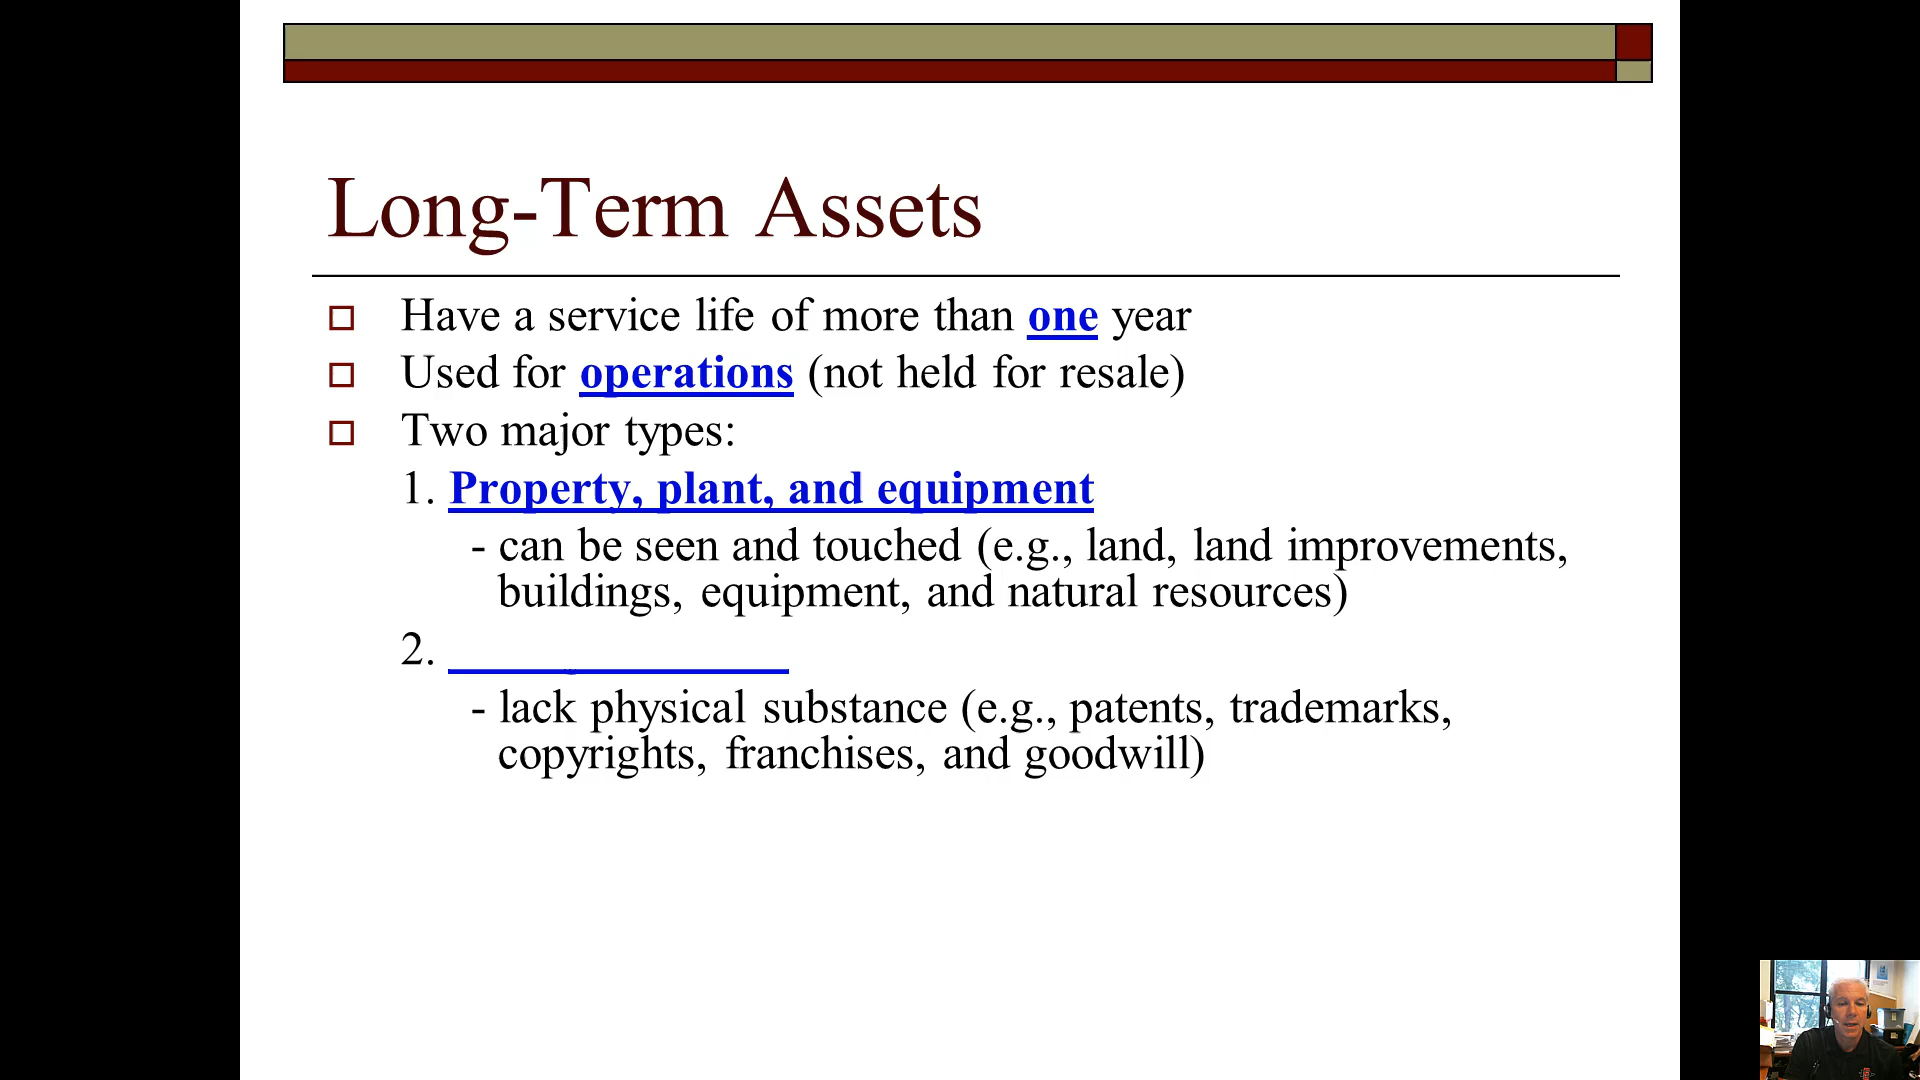 Long-Term Assets
Have a service life of more than one year
Used for operations (not held for resale)
Two major types:
1. Property, plant, and equipment
- can be seen and touched (e.g., land, land improvements,
buildings, equipment, and natural resources)
2.
- lack physical substance (e.g., patents, trademarks,
copyrights, franchises, and goodwill)